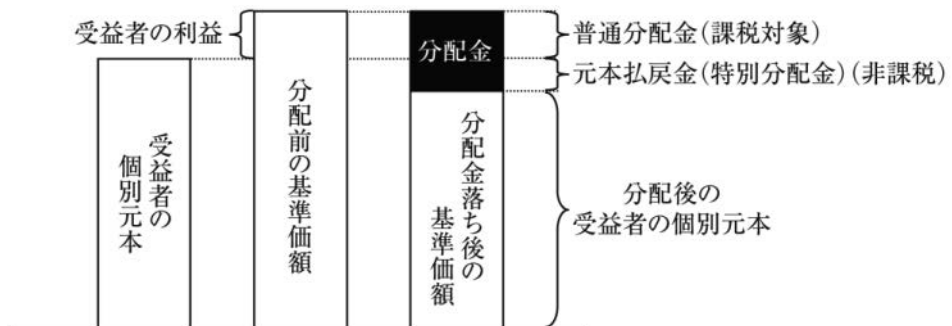 受益者の利益
分配金
普通分配金(課税対象)
元本払戻金(特別分配金)(非課税)
受益者の
個別元本
分配前の基準価額
分配金落ち後の
基準価額
分配後の
受益者の個別元本